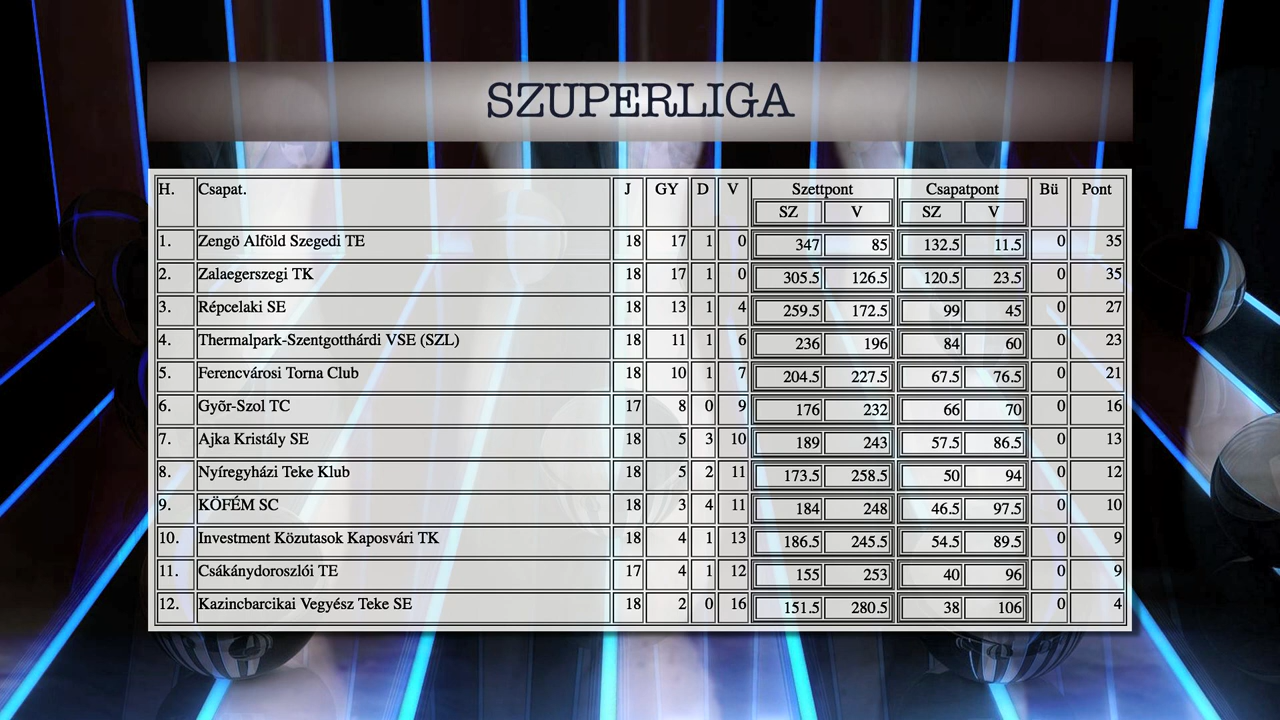 SZUPERLIGA
H. Csapat. J GY D V Szettpont Csapatpont Bü Pont
SZ V SZ V
1. Zengö Alföld Szegedi TE 18 17 1 0 347 85 132.5 11.5 0 35
2. Zalaegerszegi TK 18 17 1 0 305.5 126.5 120.5 23.5 0 35
3. Répcelaki SE 18 13 1 4 259.5 172.5 99 45 0 27
4. Thermalpark-Szentgotthárdi VSE (SZL) 18 11 1 6 236 196 84 60 0 23
5. Ferencvárosi Torna Club 18 10 1 7 204.5 227.5 67.5 76.5 0 21
6. Gyõr-Szol TC 17 8 0 9 176 232 66 70 0 16
7. Ajka Kristály SE 18 5 3 10 189 243 57.5 86.5 0 13
8. Nyíregyházi Teke Klub 18 5 2 11 173.5 258.5 50 94 0 12
9. KÖFÉM SC 18 3 4 11 184 248 46.5 97.5 0 10
10. Investment Közutasok Kaposvári TK 18 4 1 13 186.5 245.5 54.5 89.5 0 9
11. Csákánydoroszlói TE 17 4 1 12 155 253 40 96 0 9
12. Kazincbarcikai Vegyész Teke SE 18 2 0 16 151.5 280.5 38 106 0 4